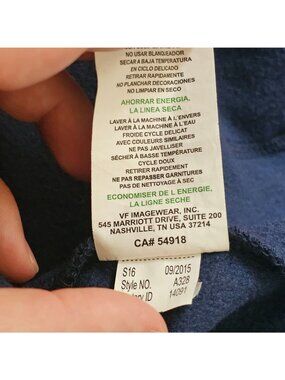 NO USAR BLANQUEADOR
SECAR A BAJA TEMPERATURA
EN CICLO DELICADO
RETIRAR RAPIDAMENTE
NO PLANCHAR DECORACIONES
NO LIMPIAR EN SECO
AHORRAR ENERGIA.
LA LINEA SECA
LAVER À LA MACHINE À L'ENVERS
LAVER À LA MACHINE À L'EAU
FROIDE CYCLE DELICAT
AVEC COULEURS SIMILAIRES
NE PAS JAVELLISER
SÉCHER À BASSE TEMPÉRATURE
CYCLE DOUX
RETIRER RAPIDEMENT
NE PAS REPASSER GARNITURES
PAS DE NETTOYAGE À SEC
ECONOMISER DE L ENERGIE,
LA LIGNE SECHE
VF IMAGEWEAR, INC.
545 MARRIOTT DRIVE, SUITE 200
NASHVILLE, TN USA 37214
CA# 54918
S16 09/2015
Style NO. A328
ID 14091